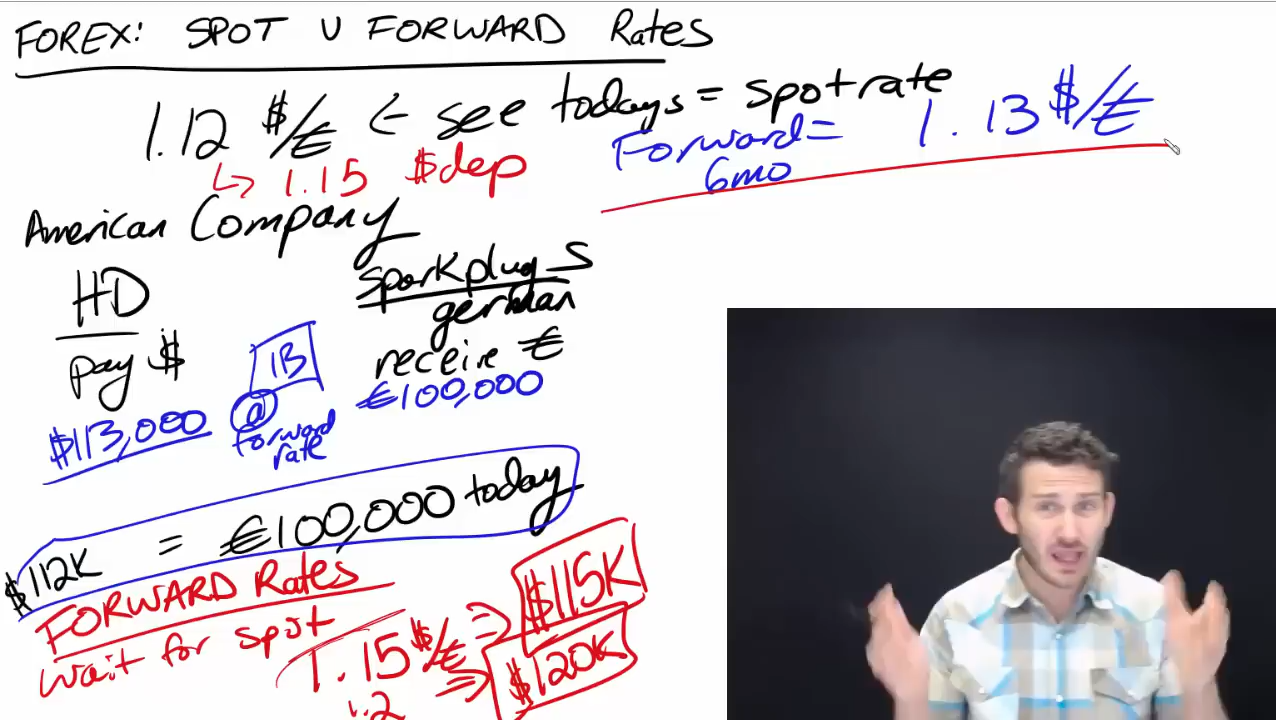 FOREX: SPOT V FORWARD Rates
1.12 $/€ ← see todays = spot rate
↳ 1.15 $dep
Forward = 1.13 $/€
6mo
American Company
HD
sparkplugs
german
pay $
1B
receive €
€100,000
$113,000
@
forward
rate
$112K = €100,000 today
FORWARD Rates
wait for spot
1.15 $/€ ⇒ $115K
1.2 ⇒ $120K